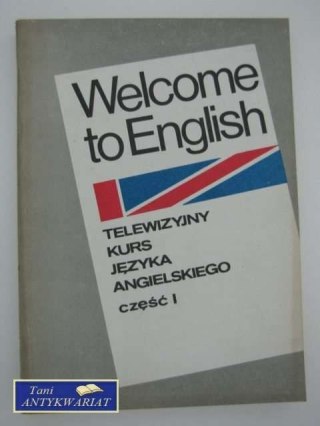 Welcome
to English
TELEWIZYJNY
KURS
JĘZYKA
ANGIELSKIEGO
część I
Tani
ANTYKWARIAT